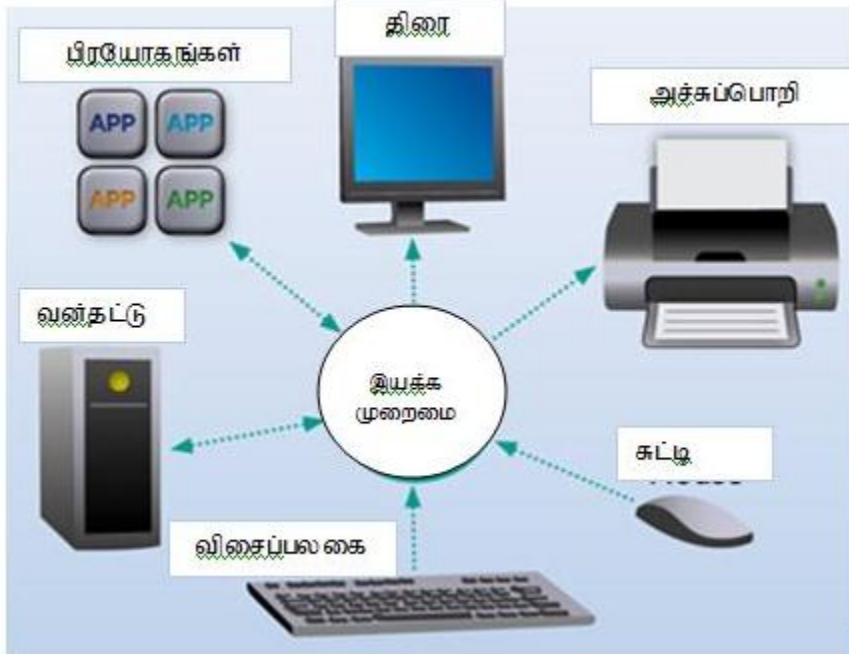 திரை
பிரயோகங்கள்
அச்சுப்பொறி
APP APP
APP APP
வன்தட்டு
இயக்க
முறைமை
சுட்டி
விசைப்பலகை